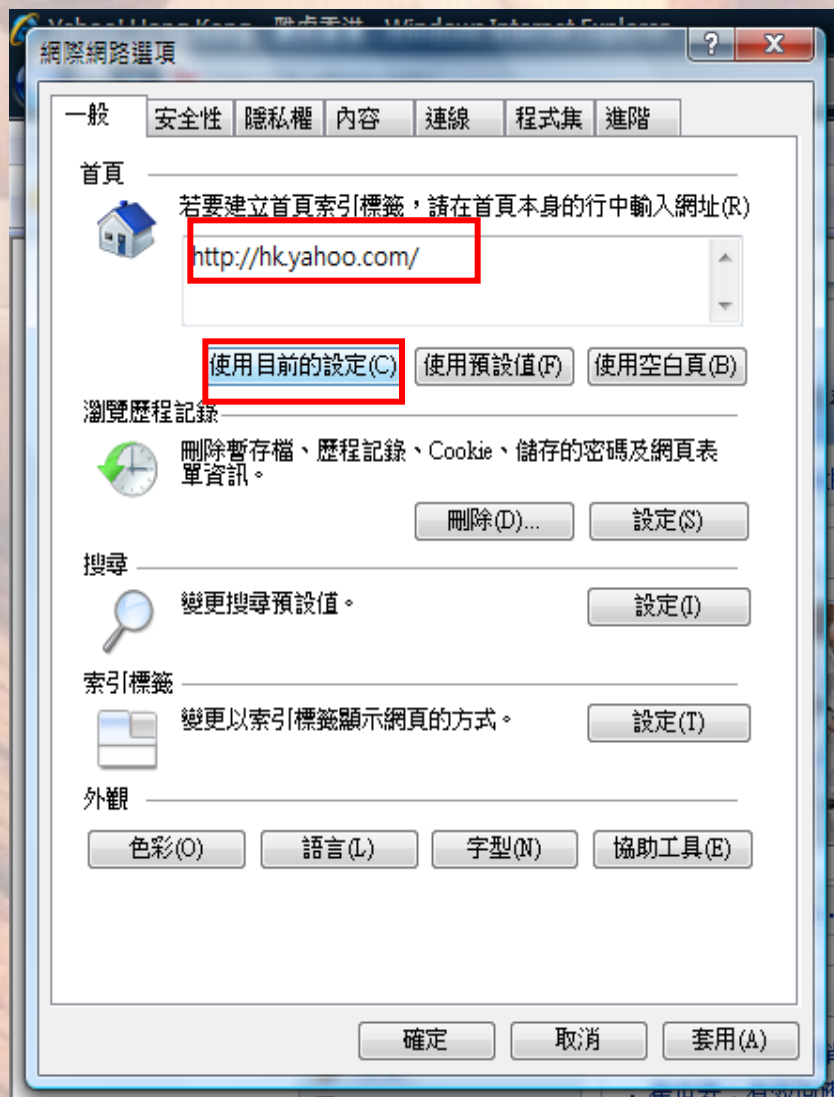 網際網路選項
一般 安全性 隱私權 內容 連線 程式集 進階
首頁
若要建立首頁索引標籤，請在首頁本身的行中輸入網址(R)
http://hk.yahoo.com/
使用目前的設定(C) 使用預設值(F) 使用空白頁(B)
瀏覽歷程記錄
刪除暫存檔、歷程記錄、Cookie、儲存的密碼及網頁表
單資訊。
刪除(D)... 設定(S)
搜尋
變更搜尋預設值。
設定(I)
索引標籤
變更以索引標籤顯示網頁的方式。
設定(T)
外觀
色彩(O) 語言(L) 字型(N) 協助工具(E)
確定 取消 套用(A)